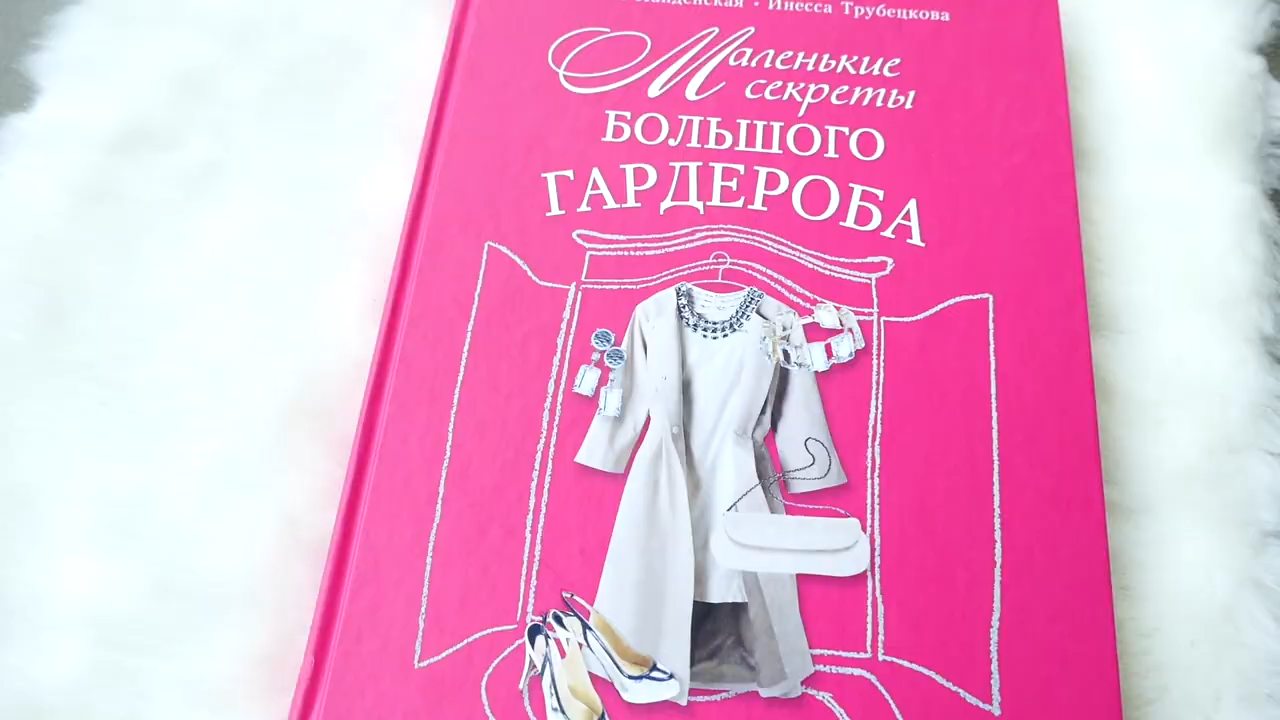 Инесса Трубецкова
Маленькие
секреты
БОЛЬШОГО
ГАРДЕРОБА